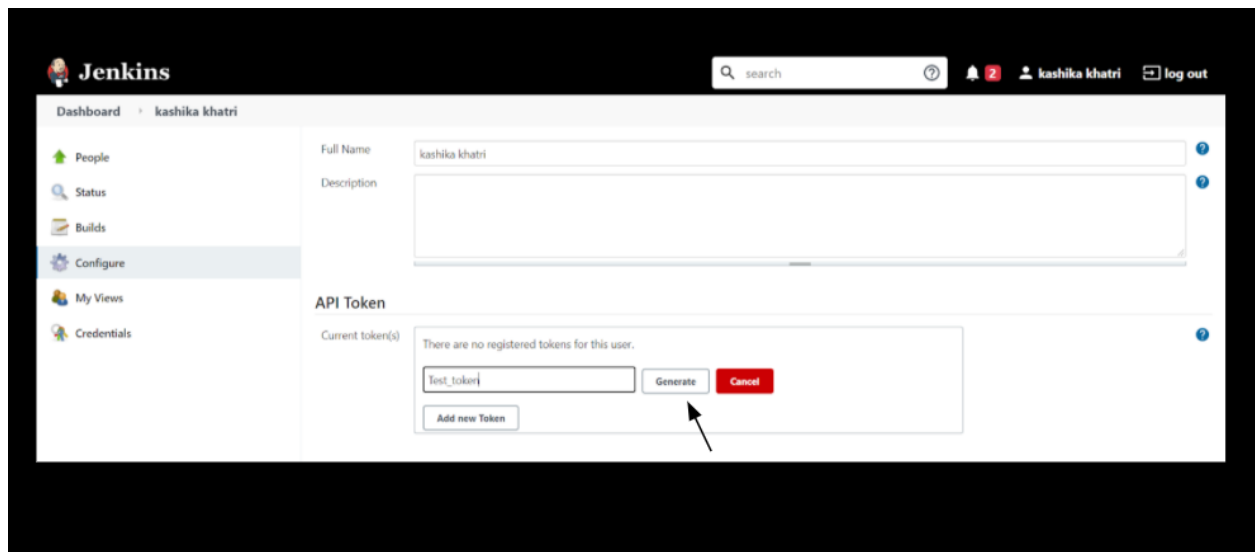 Jenkins
search
2
kashika khatri
log out
Dashboard
kashika khatri
People
Status
Builds
Configure
My Views
Credentials
Full Name
kashika khatri
Description
API Token
Current token(s)
There are no registered tokens for this user.
Test_token
Generate
Cancel
Add new Token